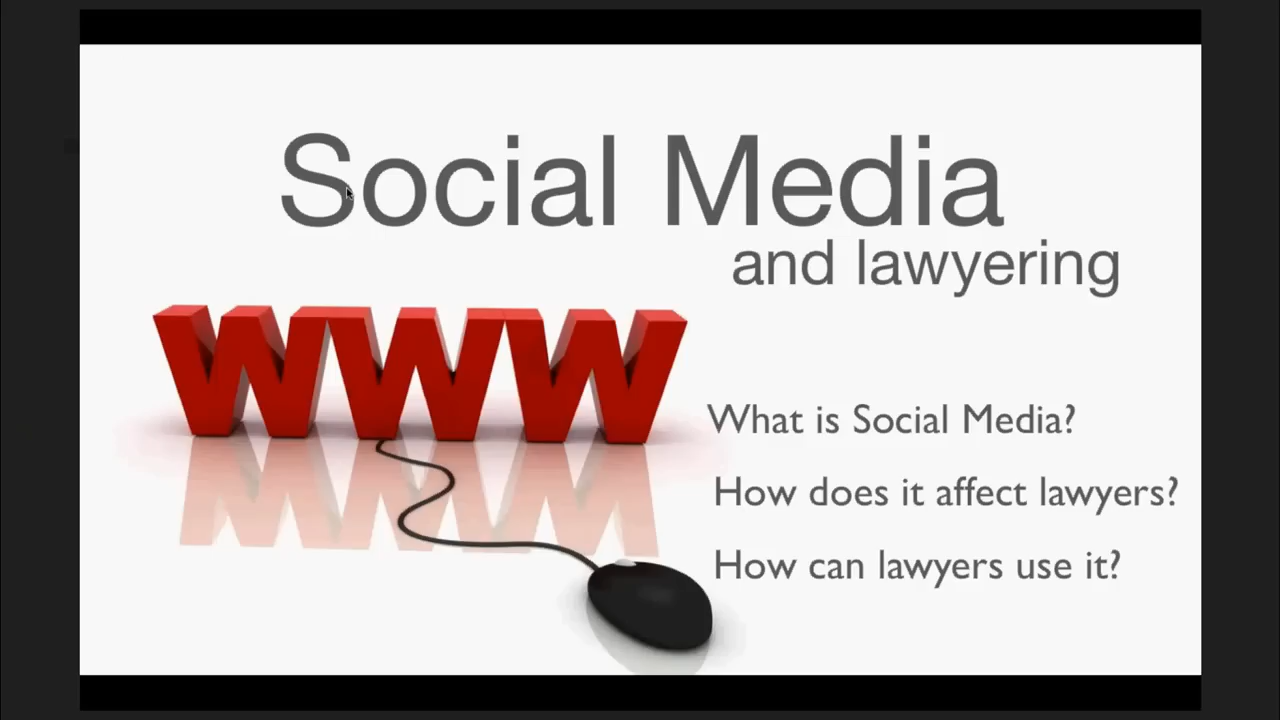 Social Media
and lawyering
WWW
What is Social Media?
How does it affect lawyers?
How can lawyers use it?